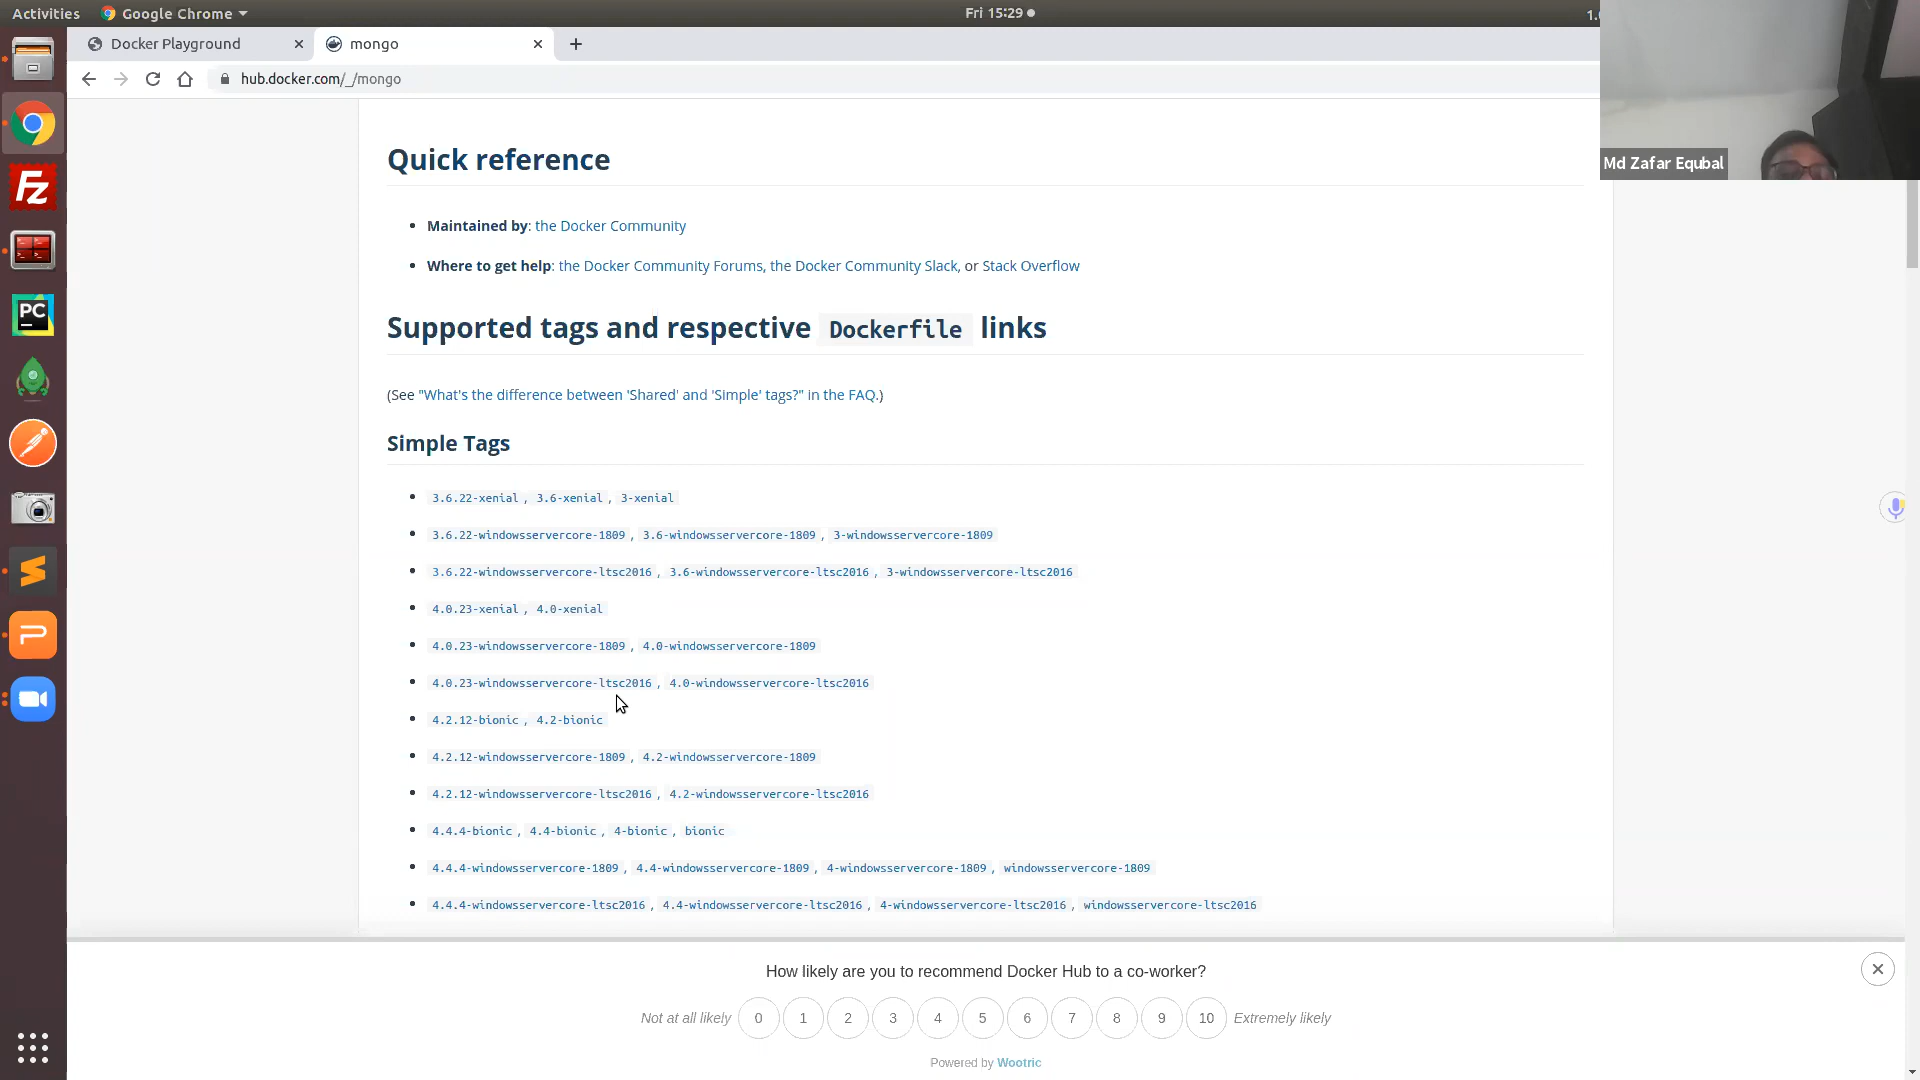 Activities Google Chrome Fri 15:29
Docker Playground mongo
hub.docker.com/_/mongo
Md Zafar Equbal
Quick reference
Maintained by: the Docker Community
Where to get help: the Docker Community Forums, the Docker Community Slack, or Stack Overflow
Supported tags and respective Dockerfile links
(See "What's the difference between 'Shared' and 'Simple' tags?" in the FAQ.)
Simple Tags
3.6.22-xenial, 3.6-xenial, 3-xenial
3.6.22-windowsservercore-1809, 3.6-windowsservercore-1809, 3-windowsservercore-1809
3.6.22-windowsservercore-ltsc2016, 3.6-windowsservercore-ltsc2016, 3-windowsservercore-ltsc2016
4.0.23-xenial, 4.0-xenial
4.0.23-windowsservercore-1809, 4.0-windowsservercore-1809
4.0.23-windowsservercore-ltsc2016, 4.0-windowsservercore-ltsc2016
4.2.12-bionic, 4.2-bionic
4.2.12-windowsservercore-1809, 4.2-windowsservercore-1809
4.2.12-windowsservercore-ltsc2016, 4.2-windowsservercore-ltsc2016
4.4.4-bionic, 4.4-bionic, 4-bionic, bionic
4.4.4-windowsservercore-1809, 4.4-windowsservercore-1809, 4-windowsservercore-1809, windowsservercore-1809
4.4.4-windowsservercore-ltsc2016, 4.4-windowsservercore-ltsc2016, 4-windowsservercore-ltsc2016, windowsservercore-ltsc2016
How likely are you to recommend Docker Hub to a co-worker?
Not at all likely 0 1 2 3 4 5 6 7 8 9 10 Extremely likely
Powered by Wootric
Fz
PC